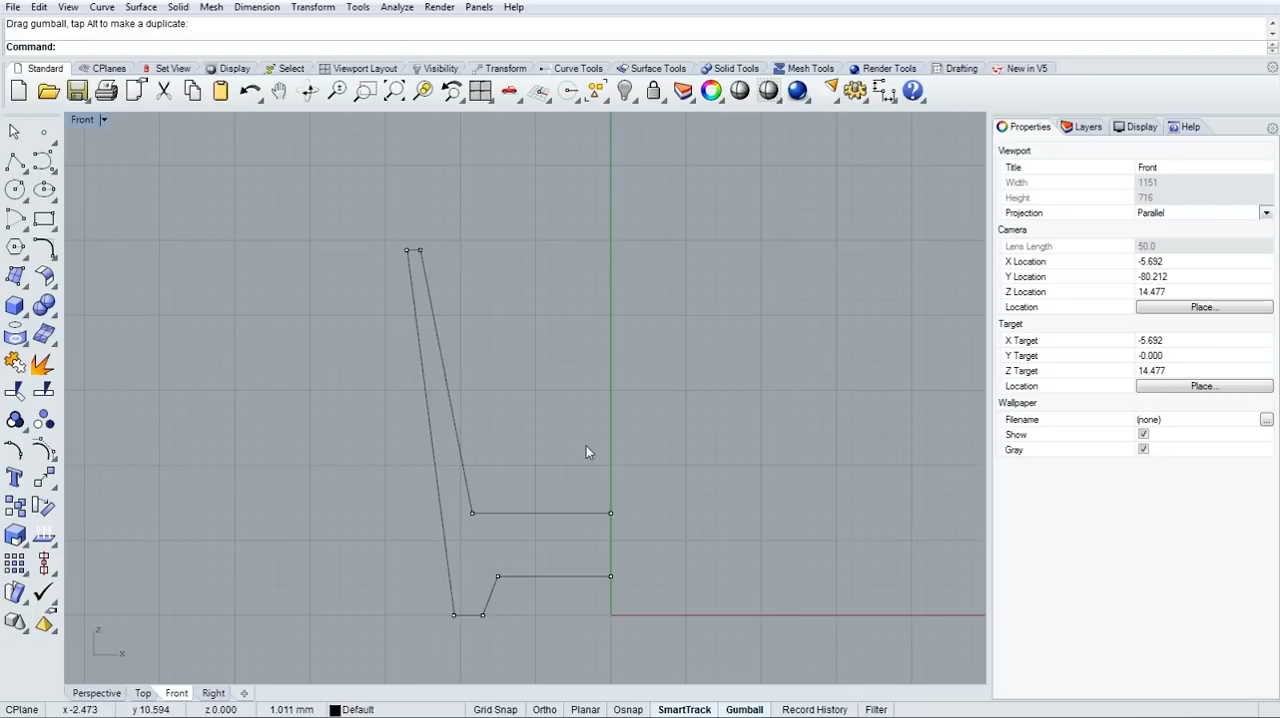 File Edit View Curve Surface Solid Mesh Dimension Transform Tools Analyze Render Panels Help
Drag gumball, tap Alt to make a duplicate:
Command:
Standard CPlanes Set View Display Select Viewport Layout Visibility Transform Curve Tools Surface Tools Solid Tools Mesh Tools Render Tools Drafting New in V5
Front
Properties Layers Display Help
Viewport
Title Front
Width 1151
Height 716
Projection Parallel
Camera
Lens Length 50.0
X Location -5.692
Y Location -80.212
Z Location 14.477
Location Place...
Target
X Target -5.692
Y Target -0.000
Z Target 14.477
Location Place...
Wallpaper
Filename (none) ...
Show
Gray
z
x
Perspective Top Front Right
CPlane x -2.473 y 10.594 z 0.000 1.011 mm Default Grid Snap Ortho Planar Osnap SmartTrack Gumball Record History Filter